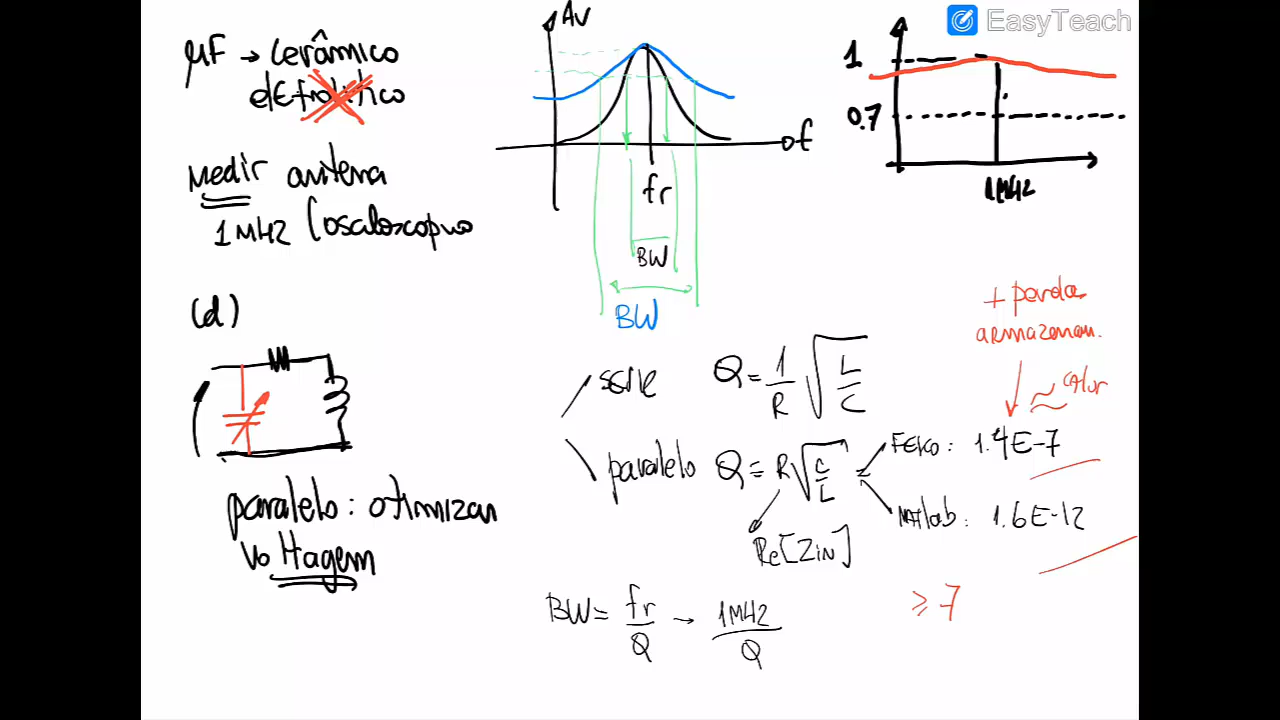 EasyTeach
μF → Cerâmico
eletrolítico
Medir antena
1MHz (osciloscópio
Av
of
fr
BW
BW
1
0.7
1MHz
(d)
paralelo: otimizar
voltagem
série Q = 1/R √L/C
paralelo Q = R√C/L =
Re[Zin]
FEKO: 1.4E-7
Matlab: 1.6E-12
+ perda
armazenam.
≈ calor
BW = fr/Q → 1MHz/Q
≥ 7